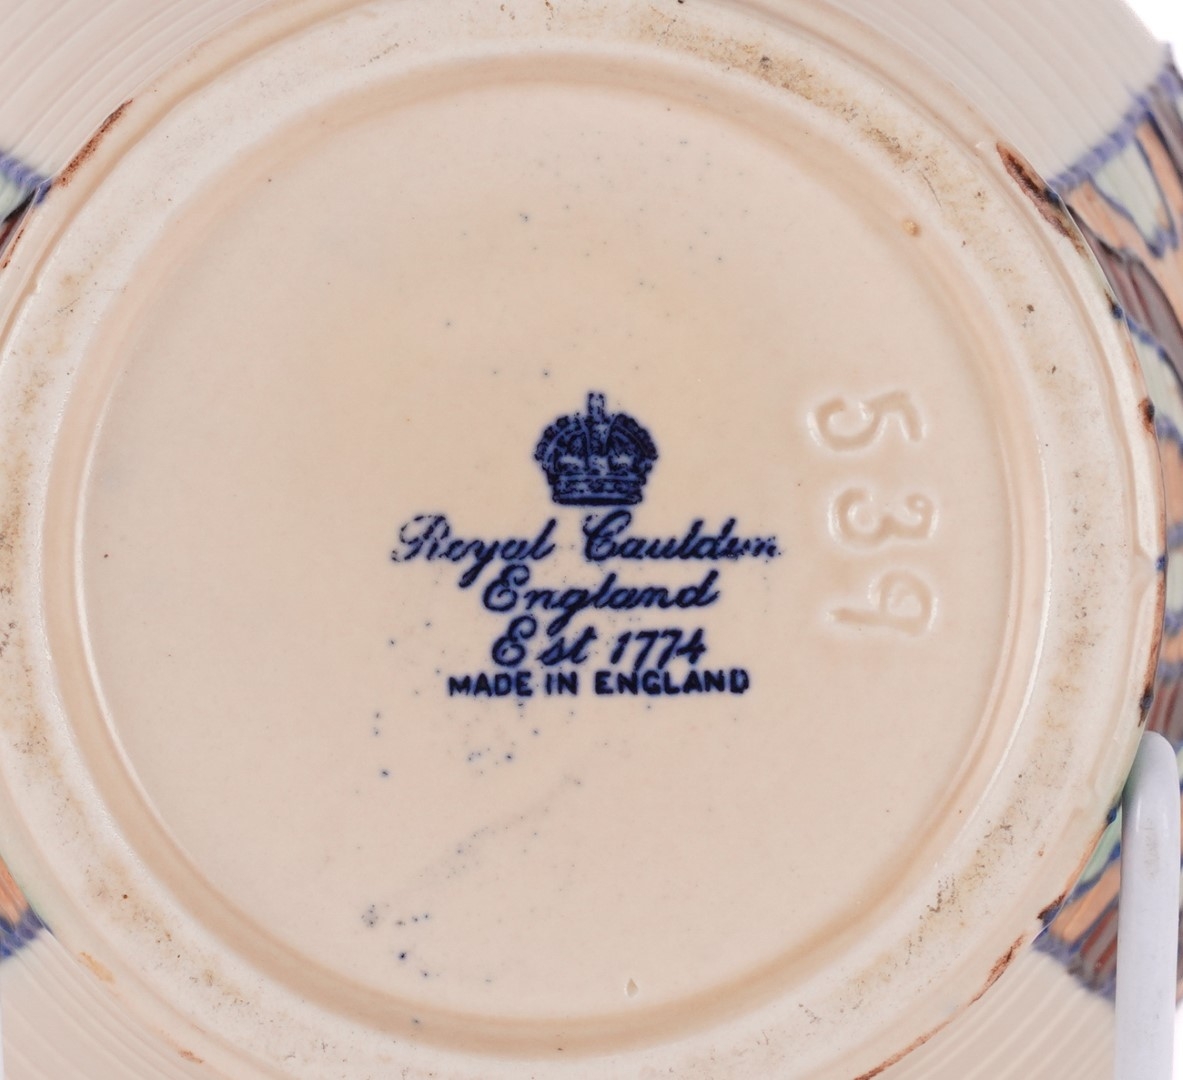 Royal Cauldon
England
Est 1774
MADE IN ENGLAND
539